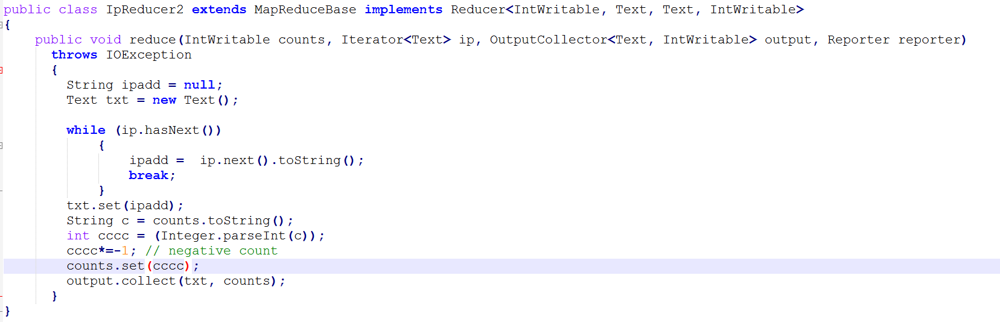 public class IpReducer2 extends MapReduceBase implements Reducer<IntWritable, Text, Text, IntWritable>
{
    public void reduce(IntWritable counts, Iterator<Text> ip, OutputCollector<Text, IntWritable> output, Reporter reporter)
      throws IOException
      {
        String ipadd = null;
        Text txt = new Text();

        while (ip.hasNext())
            {
                ipadd =  ip.next().toString();
                break;
            }
        txt.set(ipadd);
        String c = counts.toString();
        int cccc = (Integer.parseInt(c));
        cccc*=-1; // negative count
        counts.set(cccc);
        output.collect(txt, counts);
      }
}